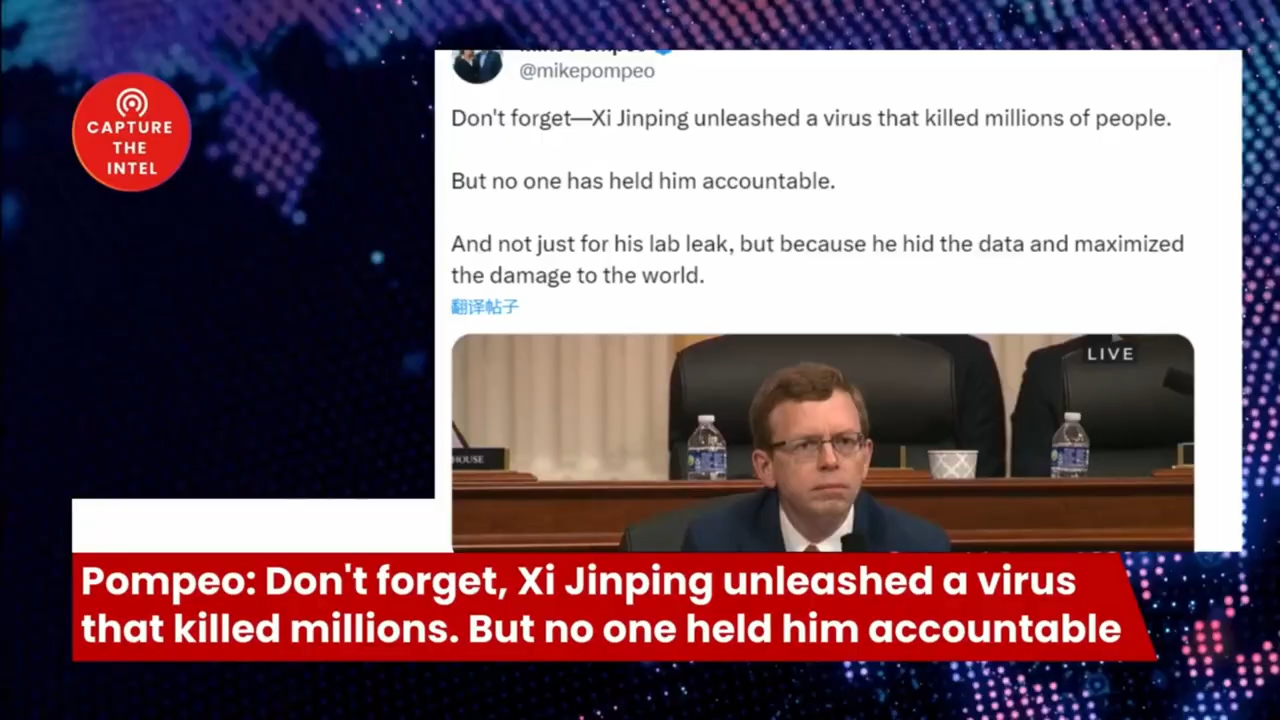 CAPTURE
THE
INTEL
@mikepompeo
Don't forget—Xi Jinping unleashed a virus that killed millions of people.
But no one has held him accountable.
And not just for his lab leak, but because he hid the data and maximized
the damage to the world.
翻译帖子
LIVE
HOUSE
Pompeo: Don't forget, Xi Jinping unleashed a virus
that killed millions. But no one held him accountable